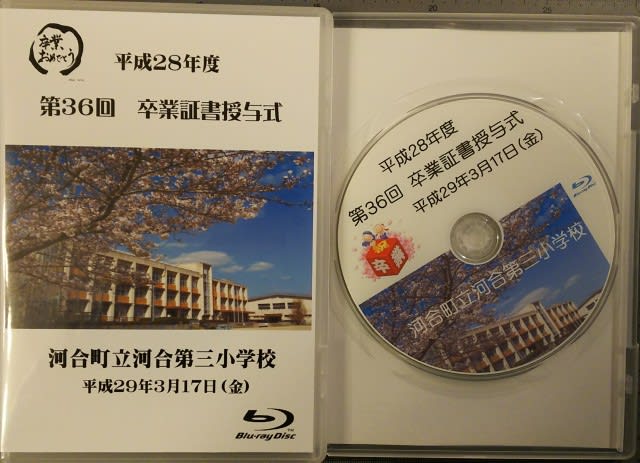 卒業
おめでとう
平成28年度
第36回 卒業証書授与式
河合町立河合第三小学校
平成29年3月17日(金)
Blu-ray Disc
TM
平成28年度
第36回 卒業証書授与式
平成29年3月17日(金)
祝
卒業
河合町立河合第三小学校
20
25